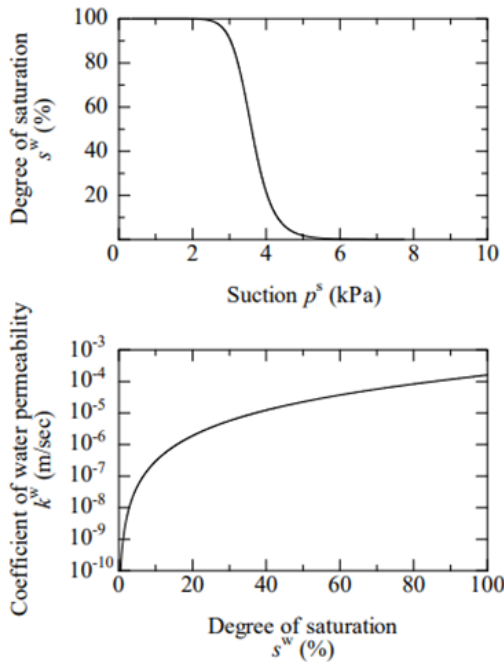 Degree of saturation
s^w (%)
100
80
60
40
20
0
0 2 4 6 8 10
Suction p^s (kPa)
Coefficient of water permeability
k^w (m/sec)
10^-3
10^-4
10^-5
10^-6
10^-7
10^-8
10^-9
10^-10
0 20 40 60 80 100
Degree of saturation
s^w (%)